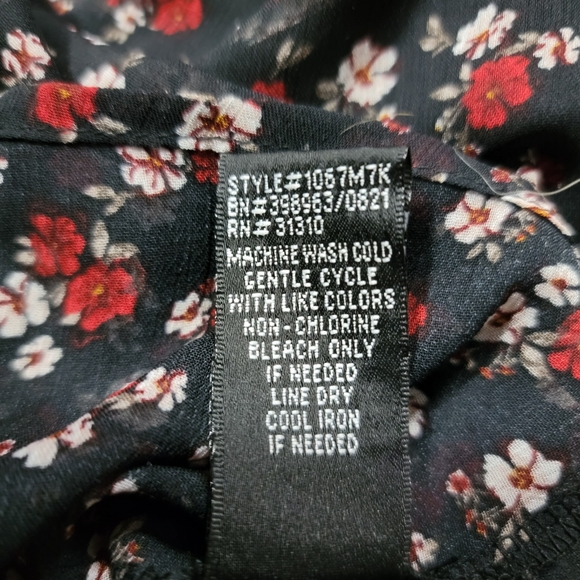 STYLE#1067M7K
BN#398963/0821
RN# 31310
MACHINE WASH COLD
GENTLE CYCLE
WITH LIKE COLORS
NON-CHLORINE
BLEACH ONLY
IF NEEDED
LINE DRY
COOL IRON
IF NEEDED